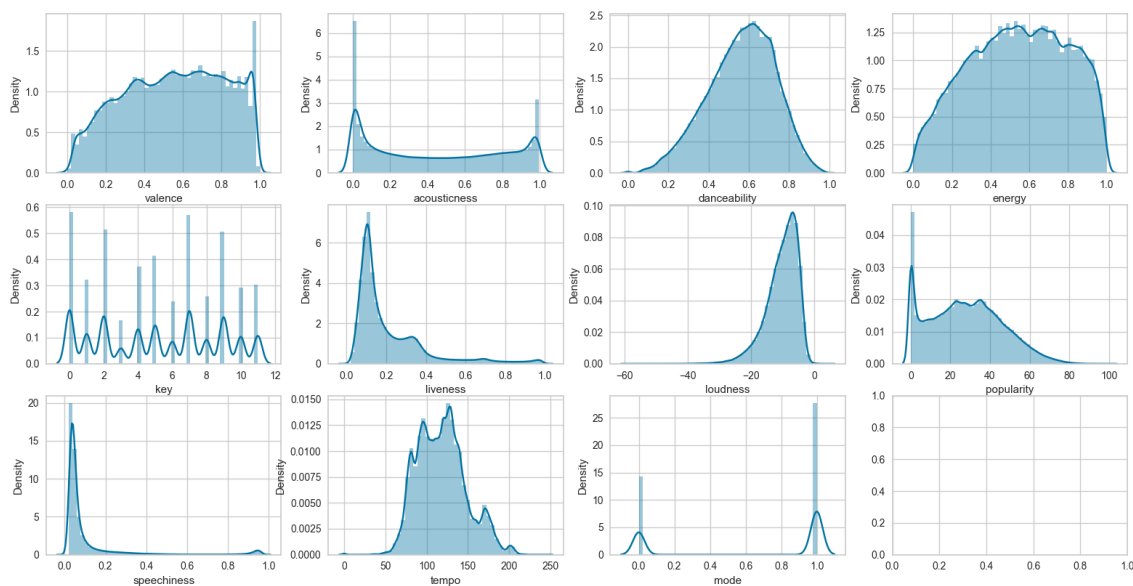 Density
1.5
1.0
0.5
0.0
0.0 0.2 0.4 0.6 0.8 1.0
valence
Density
6
5
4
3
2
1
0
0.0 0.2 0.4 0.6 0.8 1.0
acousticness
Density
2.5
2.0
1.5
1.0
0.5
0.0
0.0 0.2 0.4 0.6 0.8 1.0
danceability
Density
1.25
1.00
0.75
0.50
0.25
0.00
0.0 0.2 0.4 0.6 0.8 1.0
energy
Density
0.6
0.5
0.4
0.3
0.2
0.1
0.0
0 2 4 6 8 10 12
key
Density
6
4
2
0
0.0 0.2 0.4 0.6 0.8 1.0
liveness
Density
0.10
0.08
0.06
0.04
0.02
0.00
−60 −40 −20 0
loudness
Density
0.04
0.03
0.02
0.01
0.00
0 20 40 60 80 100
popularity
Density
20
15
10
5
0
0.0 0.2 0.4 0.6 0.8 1.0
speechiness
Density
0.0150
0.0125
0.0100
0.0075
0.0050
0.0025
0.0000
0 50 100 150 200 250
tempo
Density
25
20
15
10
5
0
0.0 0.2 0.4 0.6 0.8 1.0
mode
1.0
0.8
0.6
0.4
0.2
0.0
0.0 0.2 0.4 0.6 0.8 1.0